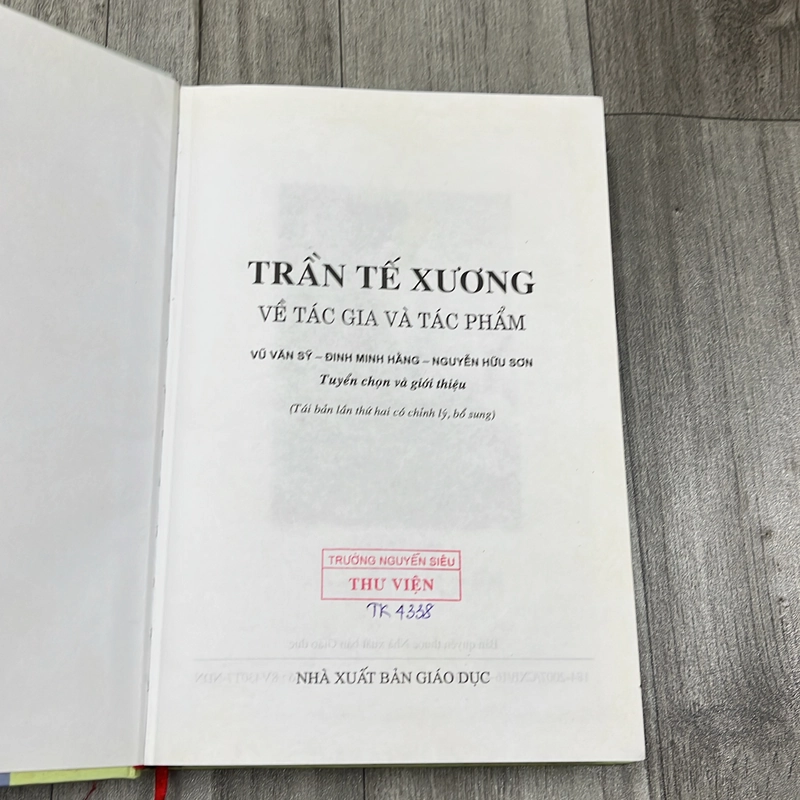 TRẦN TẾ XƯƠNG
VỀ TÁC GIA VÀ TÁC PHẨM
VŨ VĂN SỸ – ĐINH MINH HẰNG – NGUYỄN HỮU SƠN
Tuyển chọn và giới thiệu
(Tái bản lần thứ hai có chỉnh lý, bổ sung)
TRƯỜNG NGUYỄN SIÊU
THƯ VIỆN
TK 4338
NHÀ XUẤT BẢN GIÁO DỤC